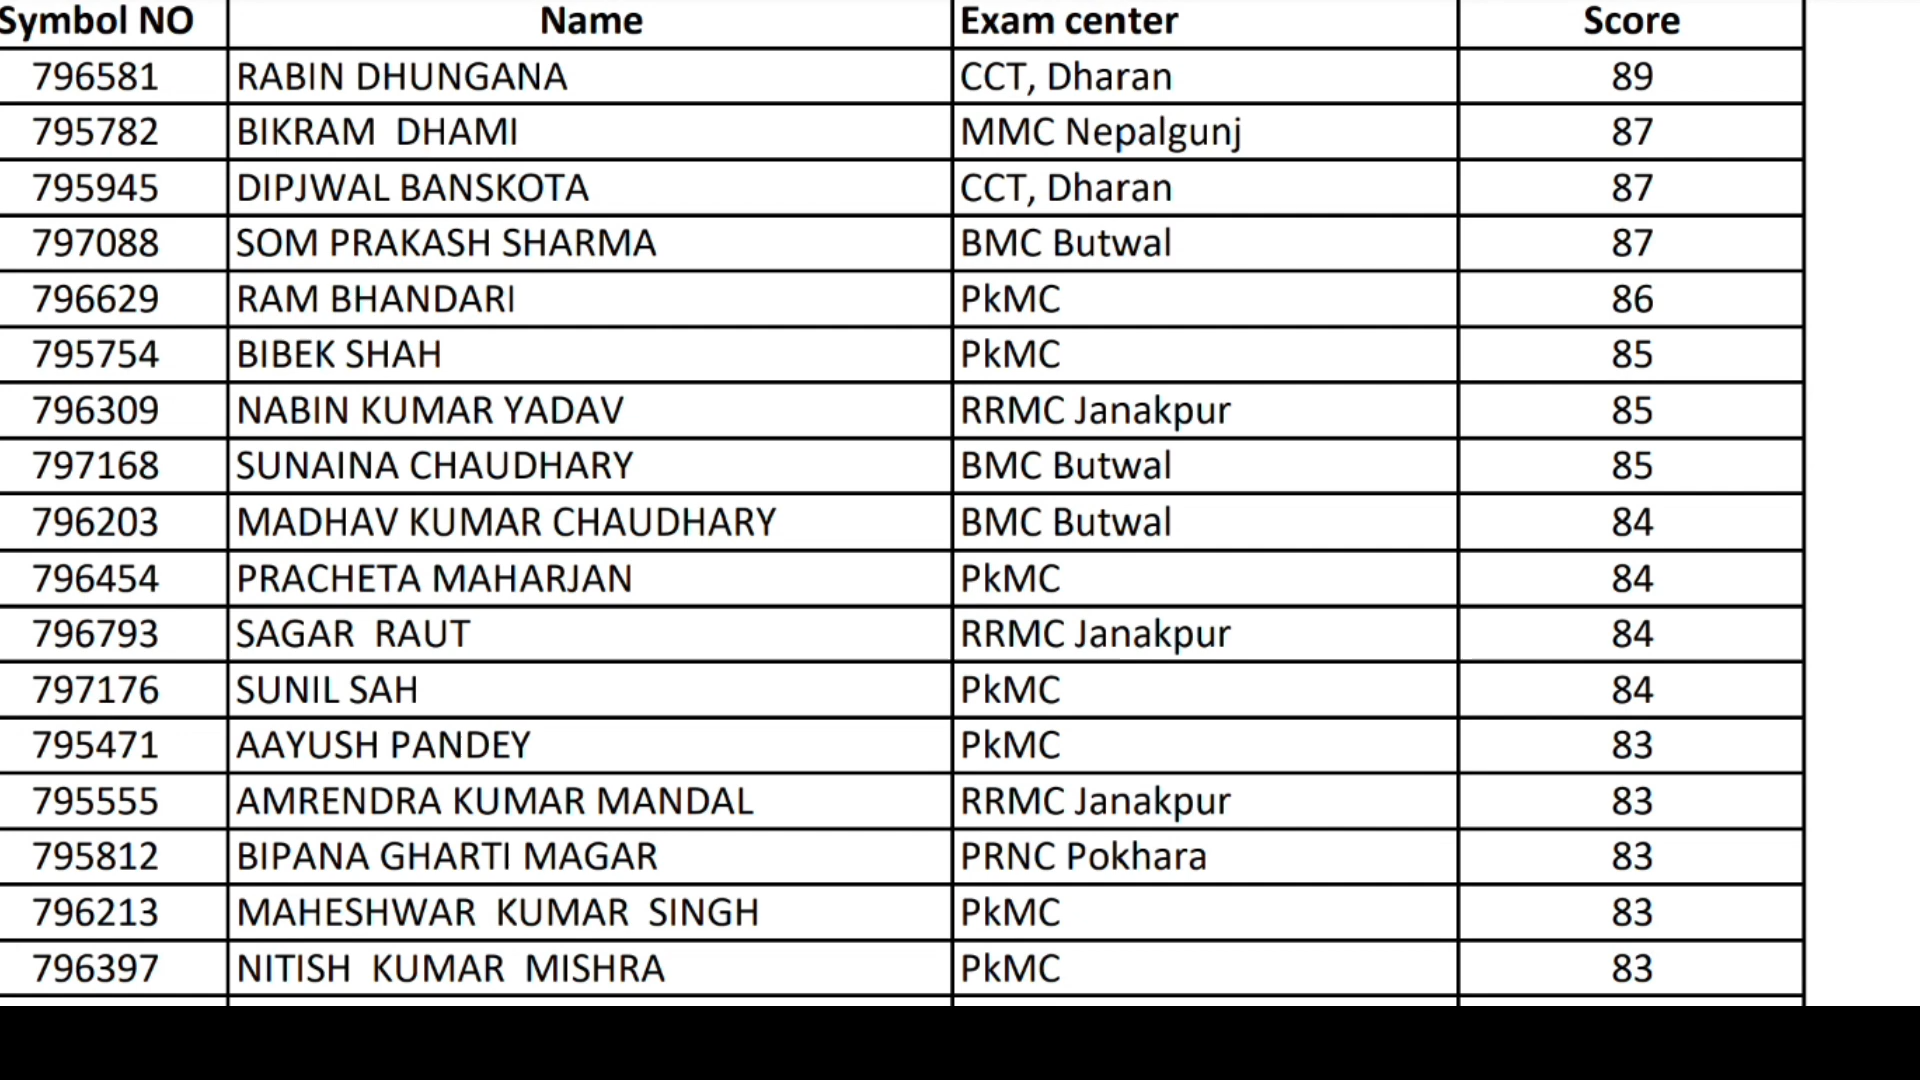 Symbol NO Name Exam center Score
796581 RABIN DHUNGANA CCT, Dharan 89
795782 BIKRAM DHAMI MMC Nepalgunj 87
795945 DIPJWAL BANSKOTA CCT, Dharan 87
797088 SOM PRAKASH SHARMA BMC Butwal 87
796629 RAM BHANDARI PkMC 86
795754 BIBEK SHAH PkMC 85
796309 NABIN KUMAR YADAV RRMC Janakpur 85
797168 SUNAINA CHAUDHARY BMC Butwal 85
796203 MADHAV KUMAR CHAUDHARY BMC Butwal 84
796454 PRACHETA MAHARJAN PkMC 84
796793 SAGAR RAUT RRMC Janakpur 84
797176 SUNIL SAH PkMC 84
795471 AAYUSH PANDEY PkMC 83
795555 AMRENDRA KUMAR MANDAL RRMC Janakpur 83
795812 BIPANA GHARTI MAGAR PRNC Pokhara 83
796213 MAHESHWAR KUMAR SINGH PkMC 83
796397 NITISH KUMAR MISHRA PkMC 83